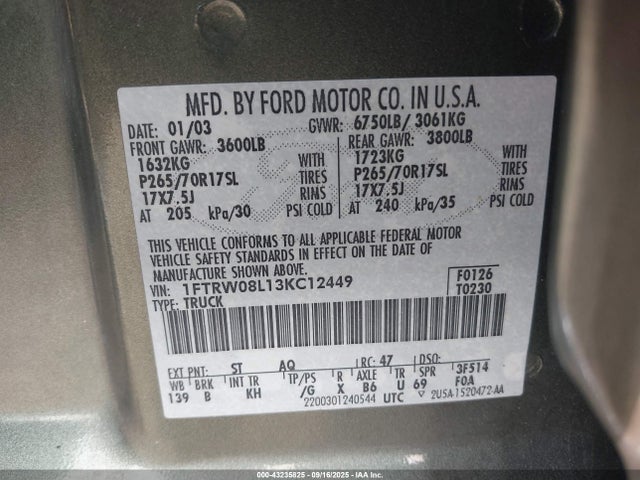 MFD. BY FORD MOTOR CO. IN U.S.A.
DATE: 01/03 GVWR: 6750LB / 3061KG
FRONT GAWR: 3600LB REAR GAWR: 3800LB
1632KG WITH 1723KG WITH
P265/70R17SL TIRES P265/70R17SL TIRES
17X7.5J RIMS 17X7.5J RIMS
AT 205 kPa/30 PSI COLD AT 240 kPa/35 PSI COLD
THIS VEHICLE CONFORMS TO ALL APPLICABLE FEDERAL MOTOR
VEHICLE SAFETY STANDARDS IN EFFECT ON THE DATE OF
MANUFACTURE SHOWN ABOVE.
VIN: 1FTRW08L13KC12449 F0126
TYPE: TRUCK T0230
EXT PNT: ST AQ RC: 47 DSO:
WB BRK INT TR TP/PS R AXLE TR SPR 3F514
139 B KH /G X B6 U 69 F0A
2200301240544 UTC ▽ 2U5A-1520472-AA
000-43235825 - 09/16/2025 - IAA Inc.